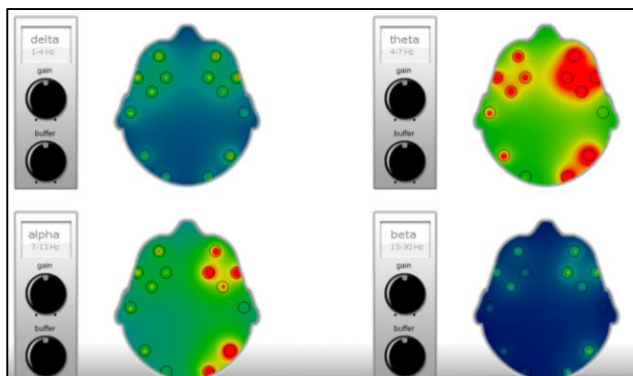 delta
1-4 Hz
gain
buffer
theta
4-7 Hz
gain
buffer
alpha
7-13 Hz
gain
buffer
beta
13-30 Hz
gain
buffer